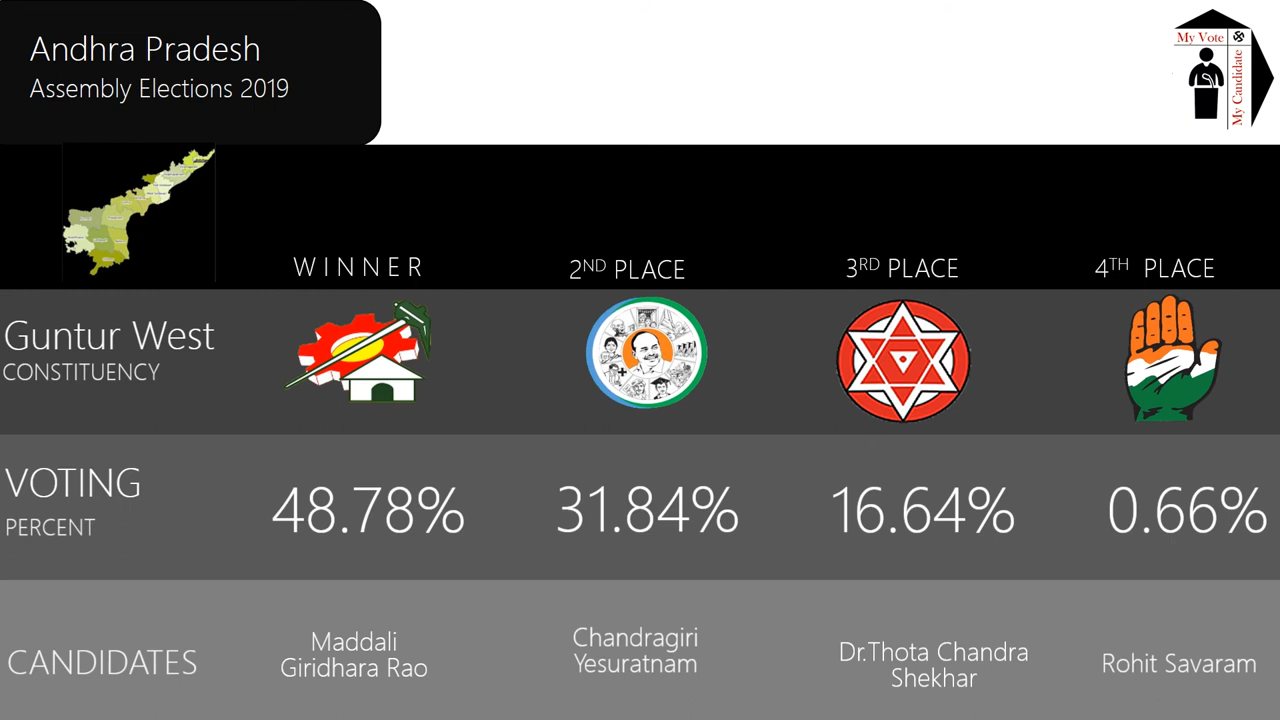 Andhra Pradesh
Assembly Elections 2019
My Vote
My Candidate
WINNER
2ND PLACE
3RD PLACE
4TH PLACE
Guntur West
CONSTITUENCY
VOTING
PERCENT
48.78%
31.84%
16.64%
0.66%
CANDIDATES
Maddali
Giridhara Rao
Chandragiri
Yesuratnam
Dr.Thota Chandra
Shekhar
Rohit Savaram